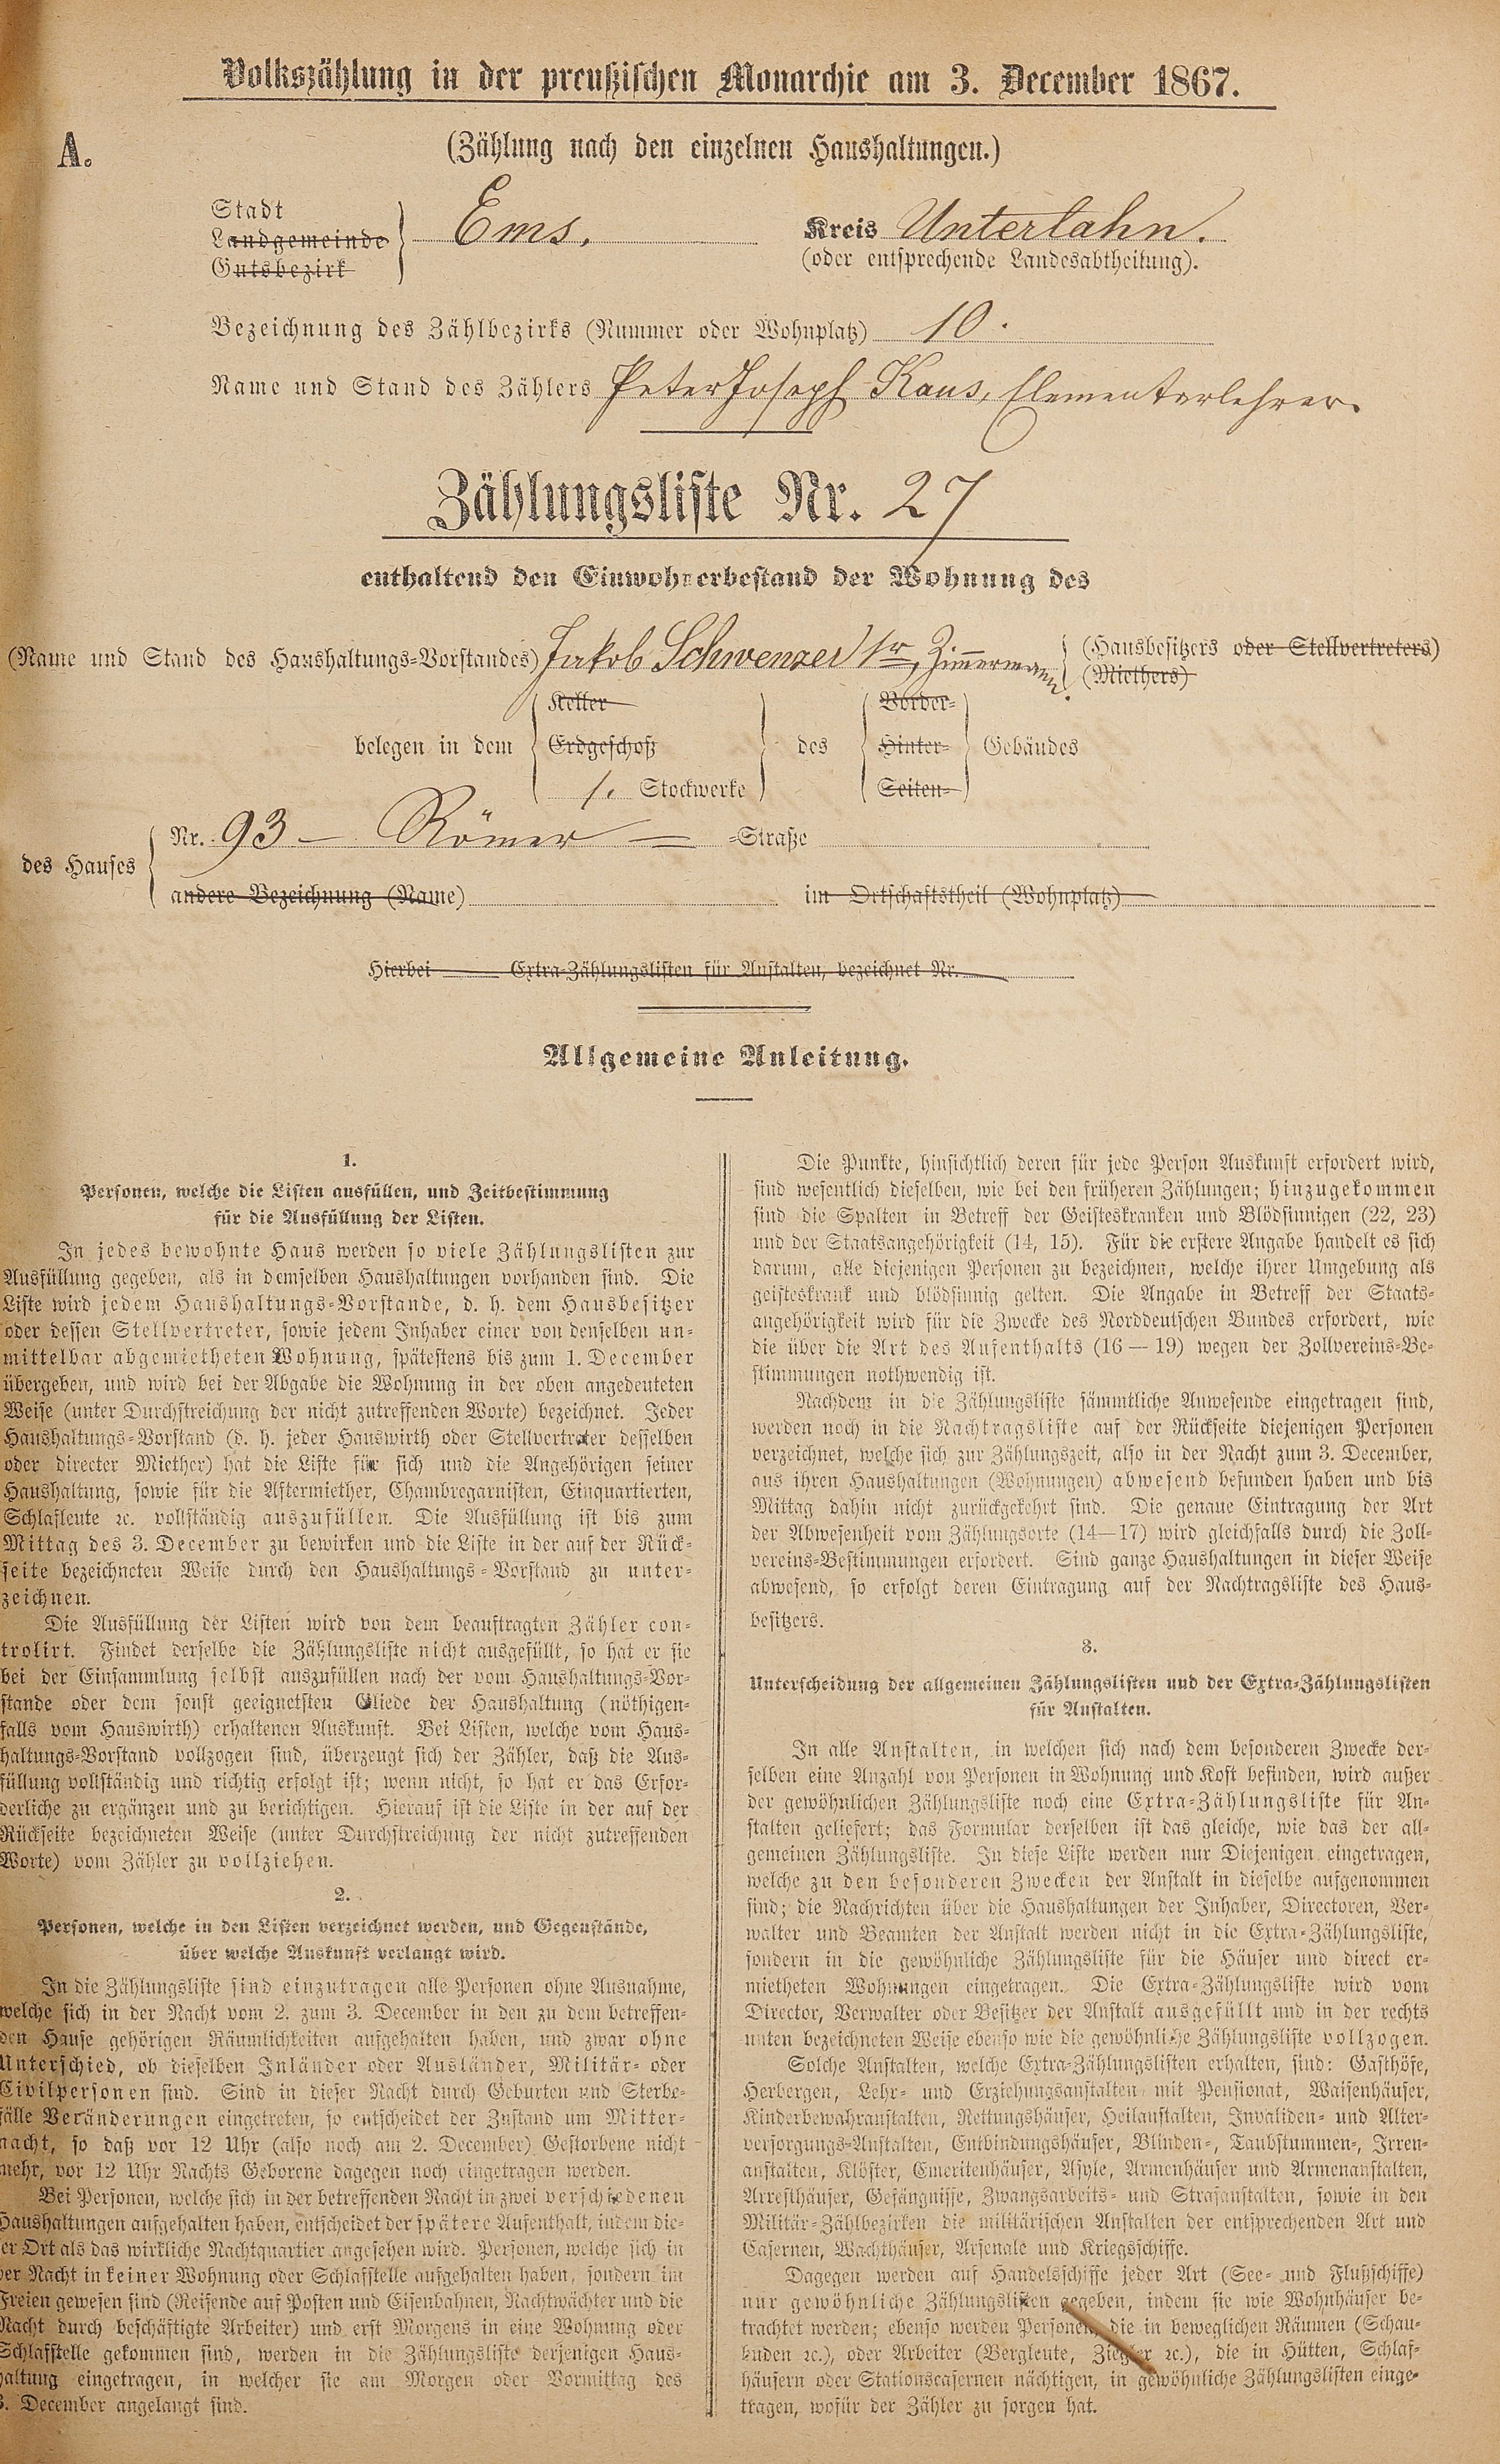 Volkszählung in der preußischen Monarchie am 3. December 1867.
A.
(Zählung nach den einzelnen Haushaltungen.)
Stadt
Landgemeinde
Gutsbezirk
Ems.
Kreis Unterlahn.
(oder entsprechende Landesabtheilung).
Bezeichnung des Zählbezirks (Nummer oder Wohnplatz) 10.
Name und Stand des Zählers Peter Joseph Kaus, Elementarlehrer.
Zählungsliste Nr. 27
enthaltend den Einwohnerbestand der Wohnung des
(Name und Stand des Haushaltungs-Vorstandes) Jakob Schwenzer 1r, Zimmermann.
(Hausbesitzers oder Stellvertreters)
(Miethers)
belegen in dem
Keller
Erdgeschoß
1. Stockwerke
des
Vorder-
Hinter-
Seiten-
Gebäudes
des Hauses
Nr. 93 — Römer — -Straße
andere Bezeichnung (Name) im Ortschaftstheil (Wohnplatz)
Hierbei Extra-Zählungslisten für Anstalten, bezeichnet Nr.
Allgemeine Anleitung.
1.
Personen, welche die Listen ausfüllen, und Zeitbestimmung
für die Ausfüllung der Listen.
In jedes bewohnte Haus werden so viele Zählungslisten zur
Ausfüllung gegeben, als in demselben Haushaltungen vorhanden sind. Die
Liste wird jedem Haushaltungs-Vorstande, d. h. dem Hausbesitzer
oder dessen Stellvertreter, sowie jedem Inhaber einer von denselben un-
mittelbar abgemietheten Wohnung, spätestens bis zum 1. December
übergeben, und wird bei der Abgabe die Wohnung in der oben angedeuteten
Weise (unter Durchstreichung der nicht zutreffenden Worte) bezeichnet. Jeder
Haushaltungs-Vorstand (d. h. jeder Hauswirth oder Stellvertreter desselben
oder directer Miether) hat die Liste für sich und die Angehörigen seiner
Haushaltung, sowie für die Aftermiether, Chambregarnisten, Einquartierten,
Schlafleute ꝛc. vollständig auszufüllen. Die Ausfüllung ist bis zum
Mittag des 3. December zu bewirken und die Liste in der auf der Rück-
seite bezeichneten Weise durch den Haushaltungs-Vorstand zu unter-
zeichnen.
Die Ausfüllung der Listen wird von dem beauftragten Zähler con-
trolirt. Findet derselbe die Zählungsliste nicht ausgefüllt, so hat er sie
bei der Einsammlung selbst auszufüllen nach der vom Haushaltungs-Vor-
stande oder dem sonst geeignetsten Gliede der Haushaltung (nöthigen-
falls vom Hauswirth) erhaltenen Auskunft. Bei Listen, welche vom Haus-
haltungs-Vorstand vollzogen sind, überzeugt sich der Zähler, daß die Aus-
füllung vollständig und richtig erfolgt ist; wenn nicht, so hat er das Erfor-
derliche zu ergänzen und zu berichtigen. Hierauf ist die Liste in der auf der
Rückseite bezeichneten Weise (unter Durchstreichung der nicht zutreffenden
Worte) vom Zähler zu vollziehen.
2.
Personen, welche in den Listen verzeichnet werden, und Gegenstände,
über welche Auskunft verlangt wird.
In die Zählungsliste sind einzutragen alle Personen ohne Ausnahme,
welche sich in der Nacht vom 2. zum 3. December in den zu dem betreffen-
den Hause gehörigen Räumlichkeiten aufgehalten haben, und zwar ohne
Unterschied, ob dieselben Inländer oder Ausländer, Militär- oder
Civilpersonen sind. Sind in dieser Nacht durch Geburten und Sterbe-
fälle Veränderungen eingetreten, so entscheidet der Zustand um Mitter-
nacht, so daß vor 12 Uhr (also noch am 2. December) Gestorbene nicht
mehr, vor 12 Uhr Nachts Geborene dagegen noch eingetragen werden.
Bei Personen, welche sich in der betreffenden Nacht in zwei verschiedenen
Haushaltungen aufgehalten haben, entscheidet der spätere Aufenthalt, indem die-
ser Ort als das wirkliche Nachtquartier angesehen wird. Personen, welche sich in
der Nacht in keiner Wohnung oder Schlafstelle aufgehalten haben, sondern im
Freien gewesen sind (Reisende auf Posten und Eisenbahnen, Nachtwächter und die
Nacht durch beschäftigte Arbeiter) und erst Morgens in eine Wohnung oder
Schlafstelle gekommen sind, werden in die Zählungsliste derjenigen Haus-
haltung eingetragen, in welcher sie am Morgen oder Vormittag des
3. December angelangt sind.
Die Punkte, hinsichtlich deren für jede Person Auskunft erfordert wird,
sind wesentlich dieselben, wie bei den früheren Zählungen; hinzugekommen
sind die Spalten in Betreff der Geisteskranken und Blödsinnigen (22, 23)
und der Staatsangehörigkeit (14, 15). Für die erstere Angabe handelt es sich
darum, alle diejenigen Personen zu bezeichnen, welche ihrer Umgebung als
geisteskrank und blödsinnig gelten. Die Angabe in Betreff der Staats-
angehörigkeit wird für die Zwecke des Norddeutschen Bundes erfordert, wie
die über die Art des Aufenthalts (16 — 19) wegen der Zollvereins-Be-
stimmungen nothwendig ist.
Nachdem in die Zählungsliste sämmtliche Anwesende eingetragen sind,
werden noch in die Nachtragsliste auf der Rückseite diejenigen Personen
verzeichnet, welche sich zur Zählungszeit, also in der Nacht zum 3. December,
aus ihren Haushaltungen (Wohnungen) abwesend befunden haben und bis
Mittag dahin nicht zurückgekehrt sind. Die genaue Eintragung der Art
der Abwesenheit vom Zählungsorte (14—17) wird gleichfalls durch die Zoll-
vereins-Bestimmungen erfordert. Sind ganze Haushaltungen in dieser Weise
abwesend, so erfolgt deren Eintragung auf der Nachtragsliste des Haus-
besitzers.
3.
Unterscheidung der allgemeinen Zählungslisten und der Extra-Zählungslisten
für Anstalten.
In alle Anstalten, in welchen sich nach dem besonderen Zwecke der-
selben eine Anzahl von Personen in Wohnung und Kost befinden, wird außer
der gewöhnlichen Zählungsliste noch eine Extra-Zählungsliste für An-
stalten geliefert; das Formular derselben ist das gleiche, wie das der all-
gemeinen Zählungsliste. In diese Liste werden nur Diejenigen eingetragen,
welche zu den besonderen Zwecken der Anstalt in dieselbe aufgenommen
sind; die Nachrichten über die Haushaltungen der Inhaber, Directoren, Ver-
walter und Beamten der Anstalt werden nicht in die Extra-Zählungsliste,
sondern in die gewöhnliche Zählungsliste für die Häuser und direct er-
mietheten Wohnungen eingetragen. Die Extra-Zählungsliste wird vom
Director, Verwalter oder Besitzer der Anstalt ausgefüllt und in der rechts
unten bezeichneten Weise ebenso wie die gewöhnliche Zählungsliste vollzogen.
Solche Anstalten, welche Extra-Zählungslisten erhalten, sind: Gasthöfe,
Herbergen, Lehr- und Erziehungsanstalten mit Pensionat, Waisenhäuser,
Kinderbewahranstalten, Rettungshäuser, Heilanstalten, Invaliden- und Alter-
versorgungs-Anstalten, Entbindungshäuser, Blinden-, Taubstummen-, Irren-
anstalten, Klöster, Emeritenhäuser, Asyle, Armenhäuser und Armenanstalten,
Arresthäuser, Gefängnisse, Zwangsarbeits- und Strafanstalten, sowie in den
Militär-Zählbezirken die militärischen Anstalten der entsprechenden Art und
Casernen, Wachthäuser, Arsenale und Kriegsschiffe.
Dagegen werden auf Handelsschiffe jeder Art (See- und Flußschiffe)
nur gewöhnliche Zählungslisten gegeben, indem sie wie Wohnhäuser be-
trachtet werden; ebenso werden Personen, die in beweglichen Räumen (Schau-
buden ꝛc.), oder Arbeiter (Bergleute, Ziegler ꝛc.), die in Hütten, Schlaf-
häusern oder Stationscasernen nächtigen, in gewöhnliche Zählungslisten einge-
tragen, wofür der Zähler zu sorgen hat.